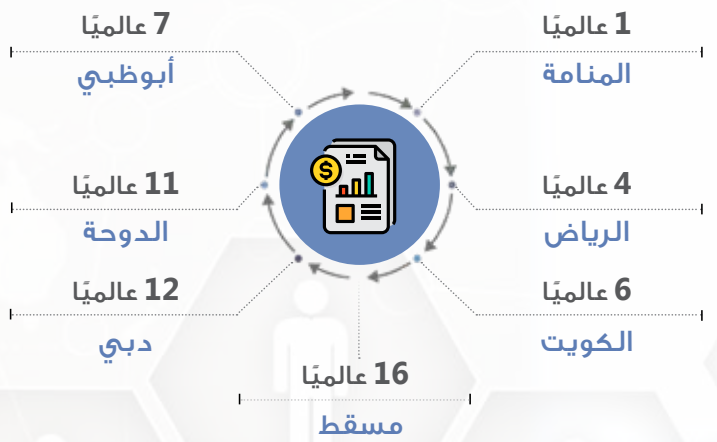 1 عالميًا
المنامة
4 عالميًا
الرياض
6 عالميًا
الكويت
7 عالميًا
أبوظبي
11 عالميًا
الدوحة
12 عالميًا
دبي
16 عالميًا
مسقط
$